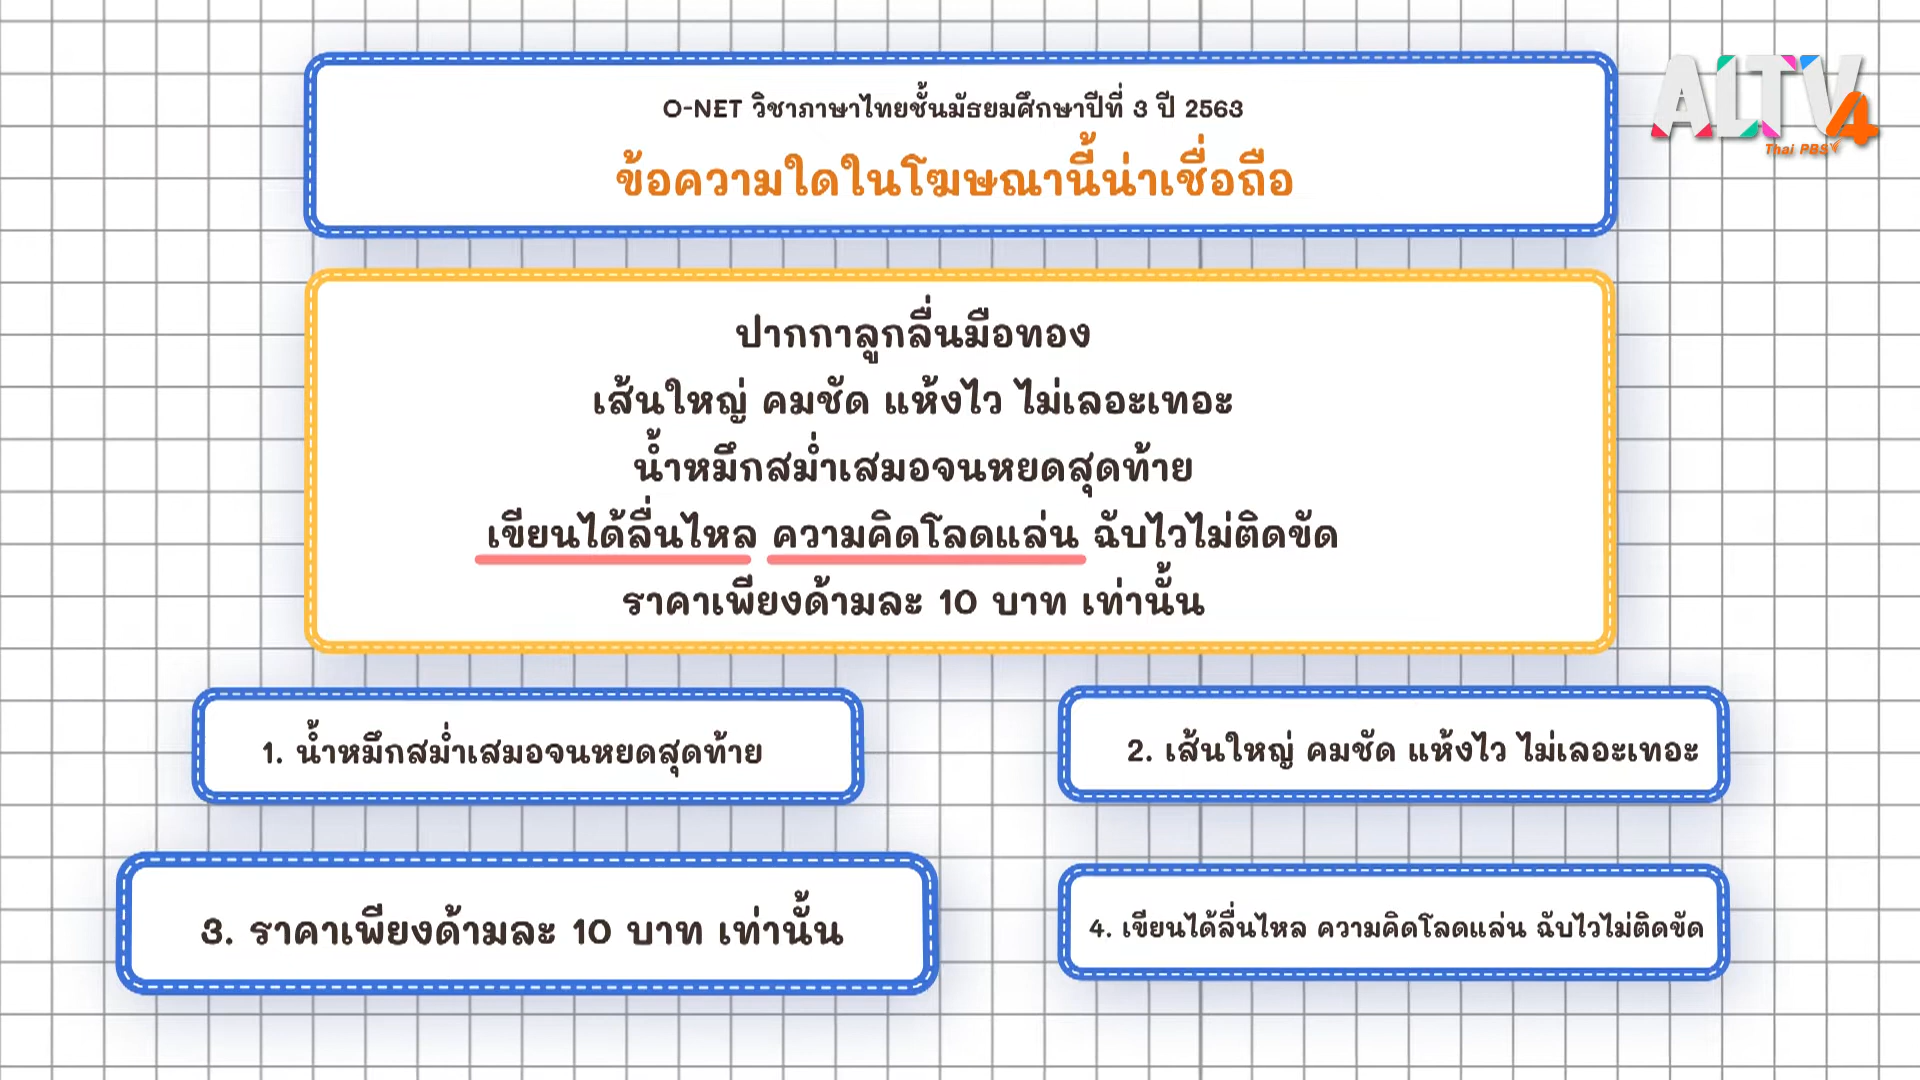 O-NET วิชาภาษาไทยชั้นมัธยมศึกษาปีที่ 3 ปี 2563
ข้อความใดในโฆษณานี้น่าเชื่อถือ
ALTV4
Thai PBS
ปากกาลูกลื่นมือทอง
เส้นใหญ่ คมชัด แห้งไว ไม่เลอะเทอะ
น้ำหมึกสม่ำเสมอจนหยดสุดท้าย
เขียนได้ลื่นไหล ความคิดโลดแล่น ฉับไวไม่ติดขัด
ราคาเพียงด้ามละ 10 บาท เท่านั้น
1. น้ำหมึกสม่ำเสมอจนหยดสุดท้าย
2. เส้นใหญ่ คมชัด แห้งไว ไม่เลอะเทอะ
3. ราคาเพียงด้ามละ 10 บาท เท่านั้น
4. เขียนได้ลื่นไหล ความคิดโลดแล่น ฉับไวไม่ติดขัด